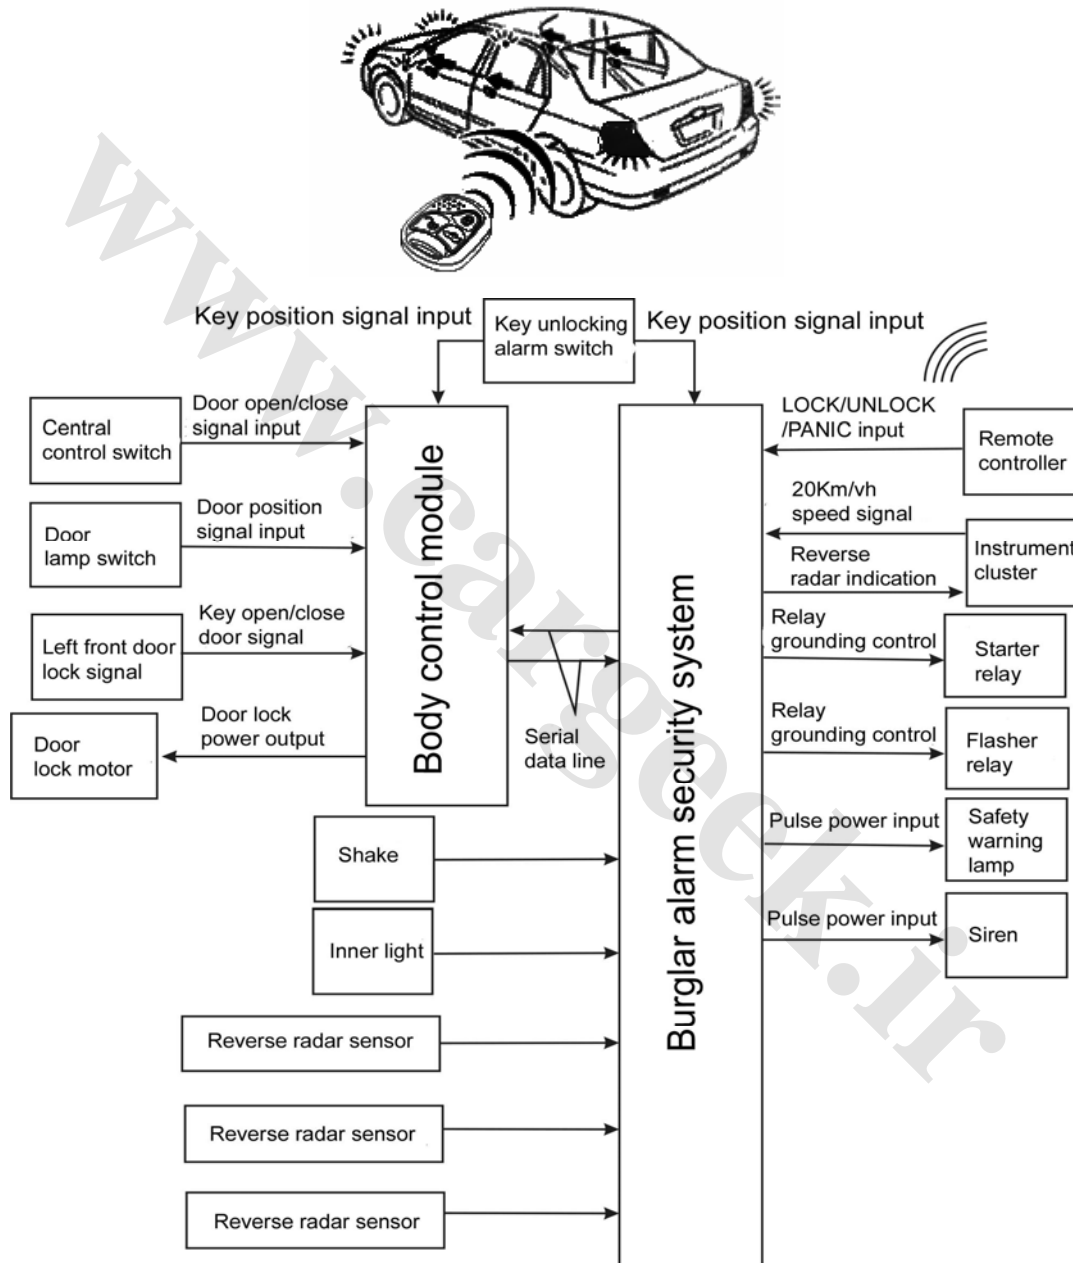 Key position signal input
Key unlocking
alarm switch
Key position signal input
Central
control switch
Door open/close
signal input
Door
lamp switch
Door position
signal input
Left front door
lock signal
Key open/close
door signal
Door
lock motor
Door lock
power output
Body control module
Serial
data line
Burglar alarm security system
LOCK/UNLOCK
/PANIC input
Remote
controller
20Km/vh
speed signal
Reverse
radar indication
Instrument
cluster
Relay
grounding control
Starter
relay
Relay
grounding control
Flasher
relay
Pulse power input
Safety
warning
lamp
Pulse power input
Siren
Shake
Inner light
Reverse radar sensor
Reverse radar sensor
Reverse radar sensor
www.cargeek.ir